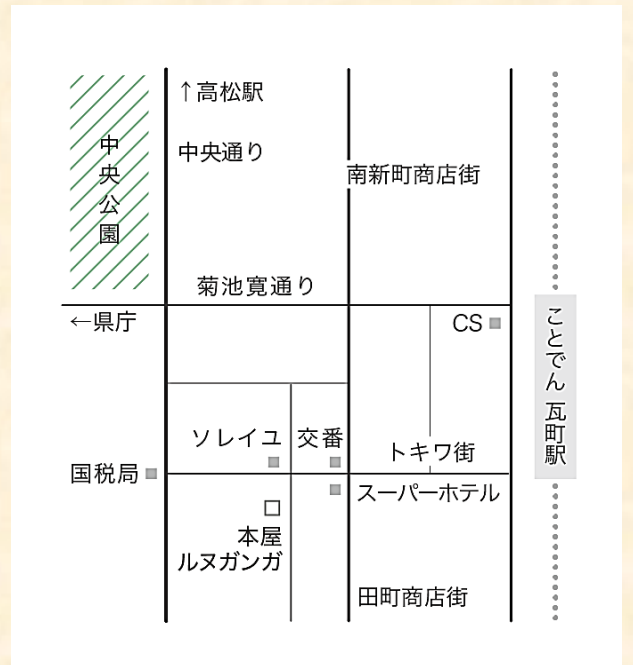 ↑高松駅
中央通り
中央公園
南新町商店街
菊池寛通り
←県庁
CS
ことでん 瓦町駅
ソレイユ
交番
トキワ街
国税局
スーパーホテル
本屋
ルヌガンガ
田町商店街